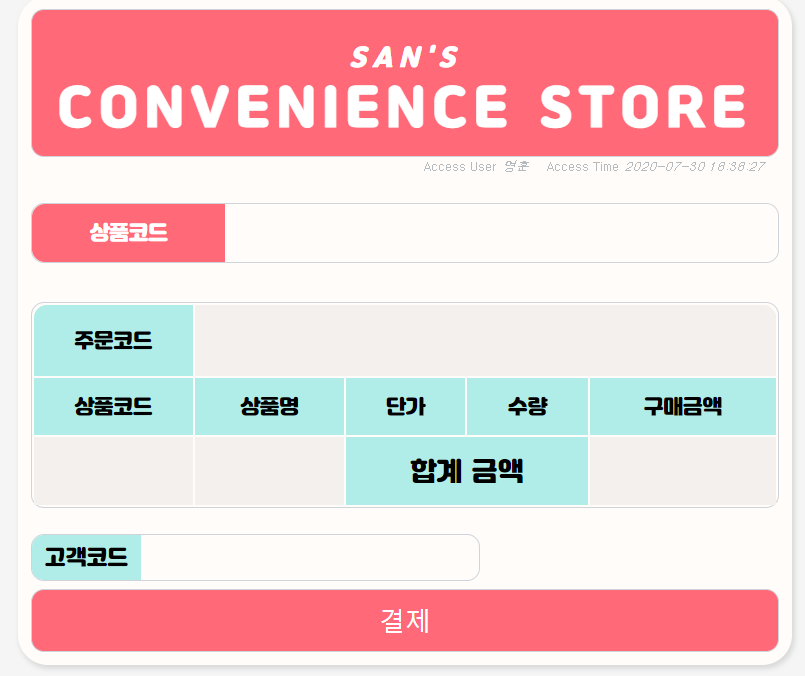 SAN'S
CONVENIENCE STORE
Access User 영훈 Access Time 2020-07-30 16:36:27
상품코드
주문코드
상품코드 상품명 단가 수량 구매금액
합계 금액
고객코드
결제